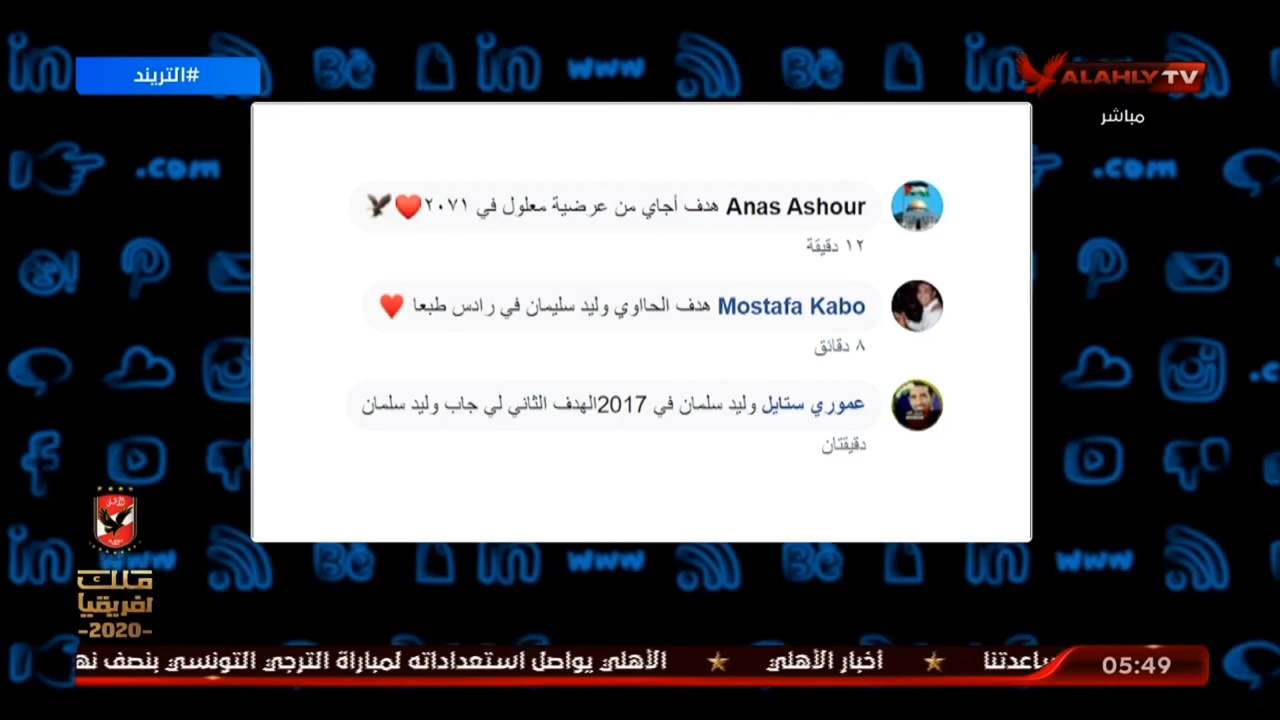 #التريند
ALAHLY TV
مباشر
Anas Ashour هدف أجاي من عرضية معلول في ٢٠٧١❤️🦅
١٢ دقيقة
Mostafa Kabo هدف الحااوي وليد سليمان في رادس طبعا ❤️
٨ دقائق
عموري ستايل وليد سلمان في 2017الهدف الثاني لي جاب وليد سلمان
دقيقتان
ملك
افريقيا
-2020-
ساعدتنا ★ أخبار الأهلي ★ الأهلي يواصل استعداداته لمباراة الترجي التونسي بنصف نه
05:49